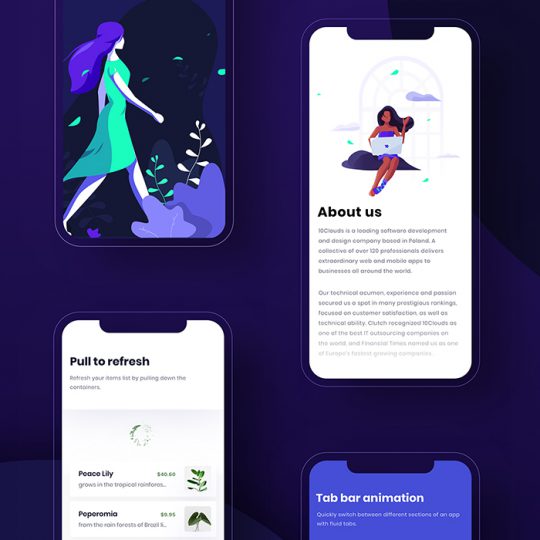 About us
10Clouds is a leading software development
and design company based in Poland. A
collective of over 120 professionals delivers
extraordinary web and mobile apps to
businesses all around the world.
Our technical acumen, experience and passion
secured us a spot in many prestigious rankings,
focused on customer satisfaction, as well as
technical ability. Clutch recognized 10Clouds as
one of the best IT outsourcing companies on
the world, and Financial Times named us as one
of Europe's fastest growing companies.
Pull to refresh
Refresh your items list by pulling down the
containers.
Peace Lily $40,60
grows in the tropical rainfores...
Peperomia $9.95
from the rain forests of Brazil S...
Tab bar animation
Quickly switch between different sections of an app
with fluid tabs.